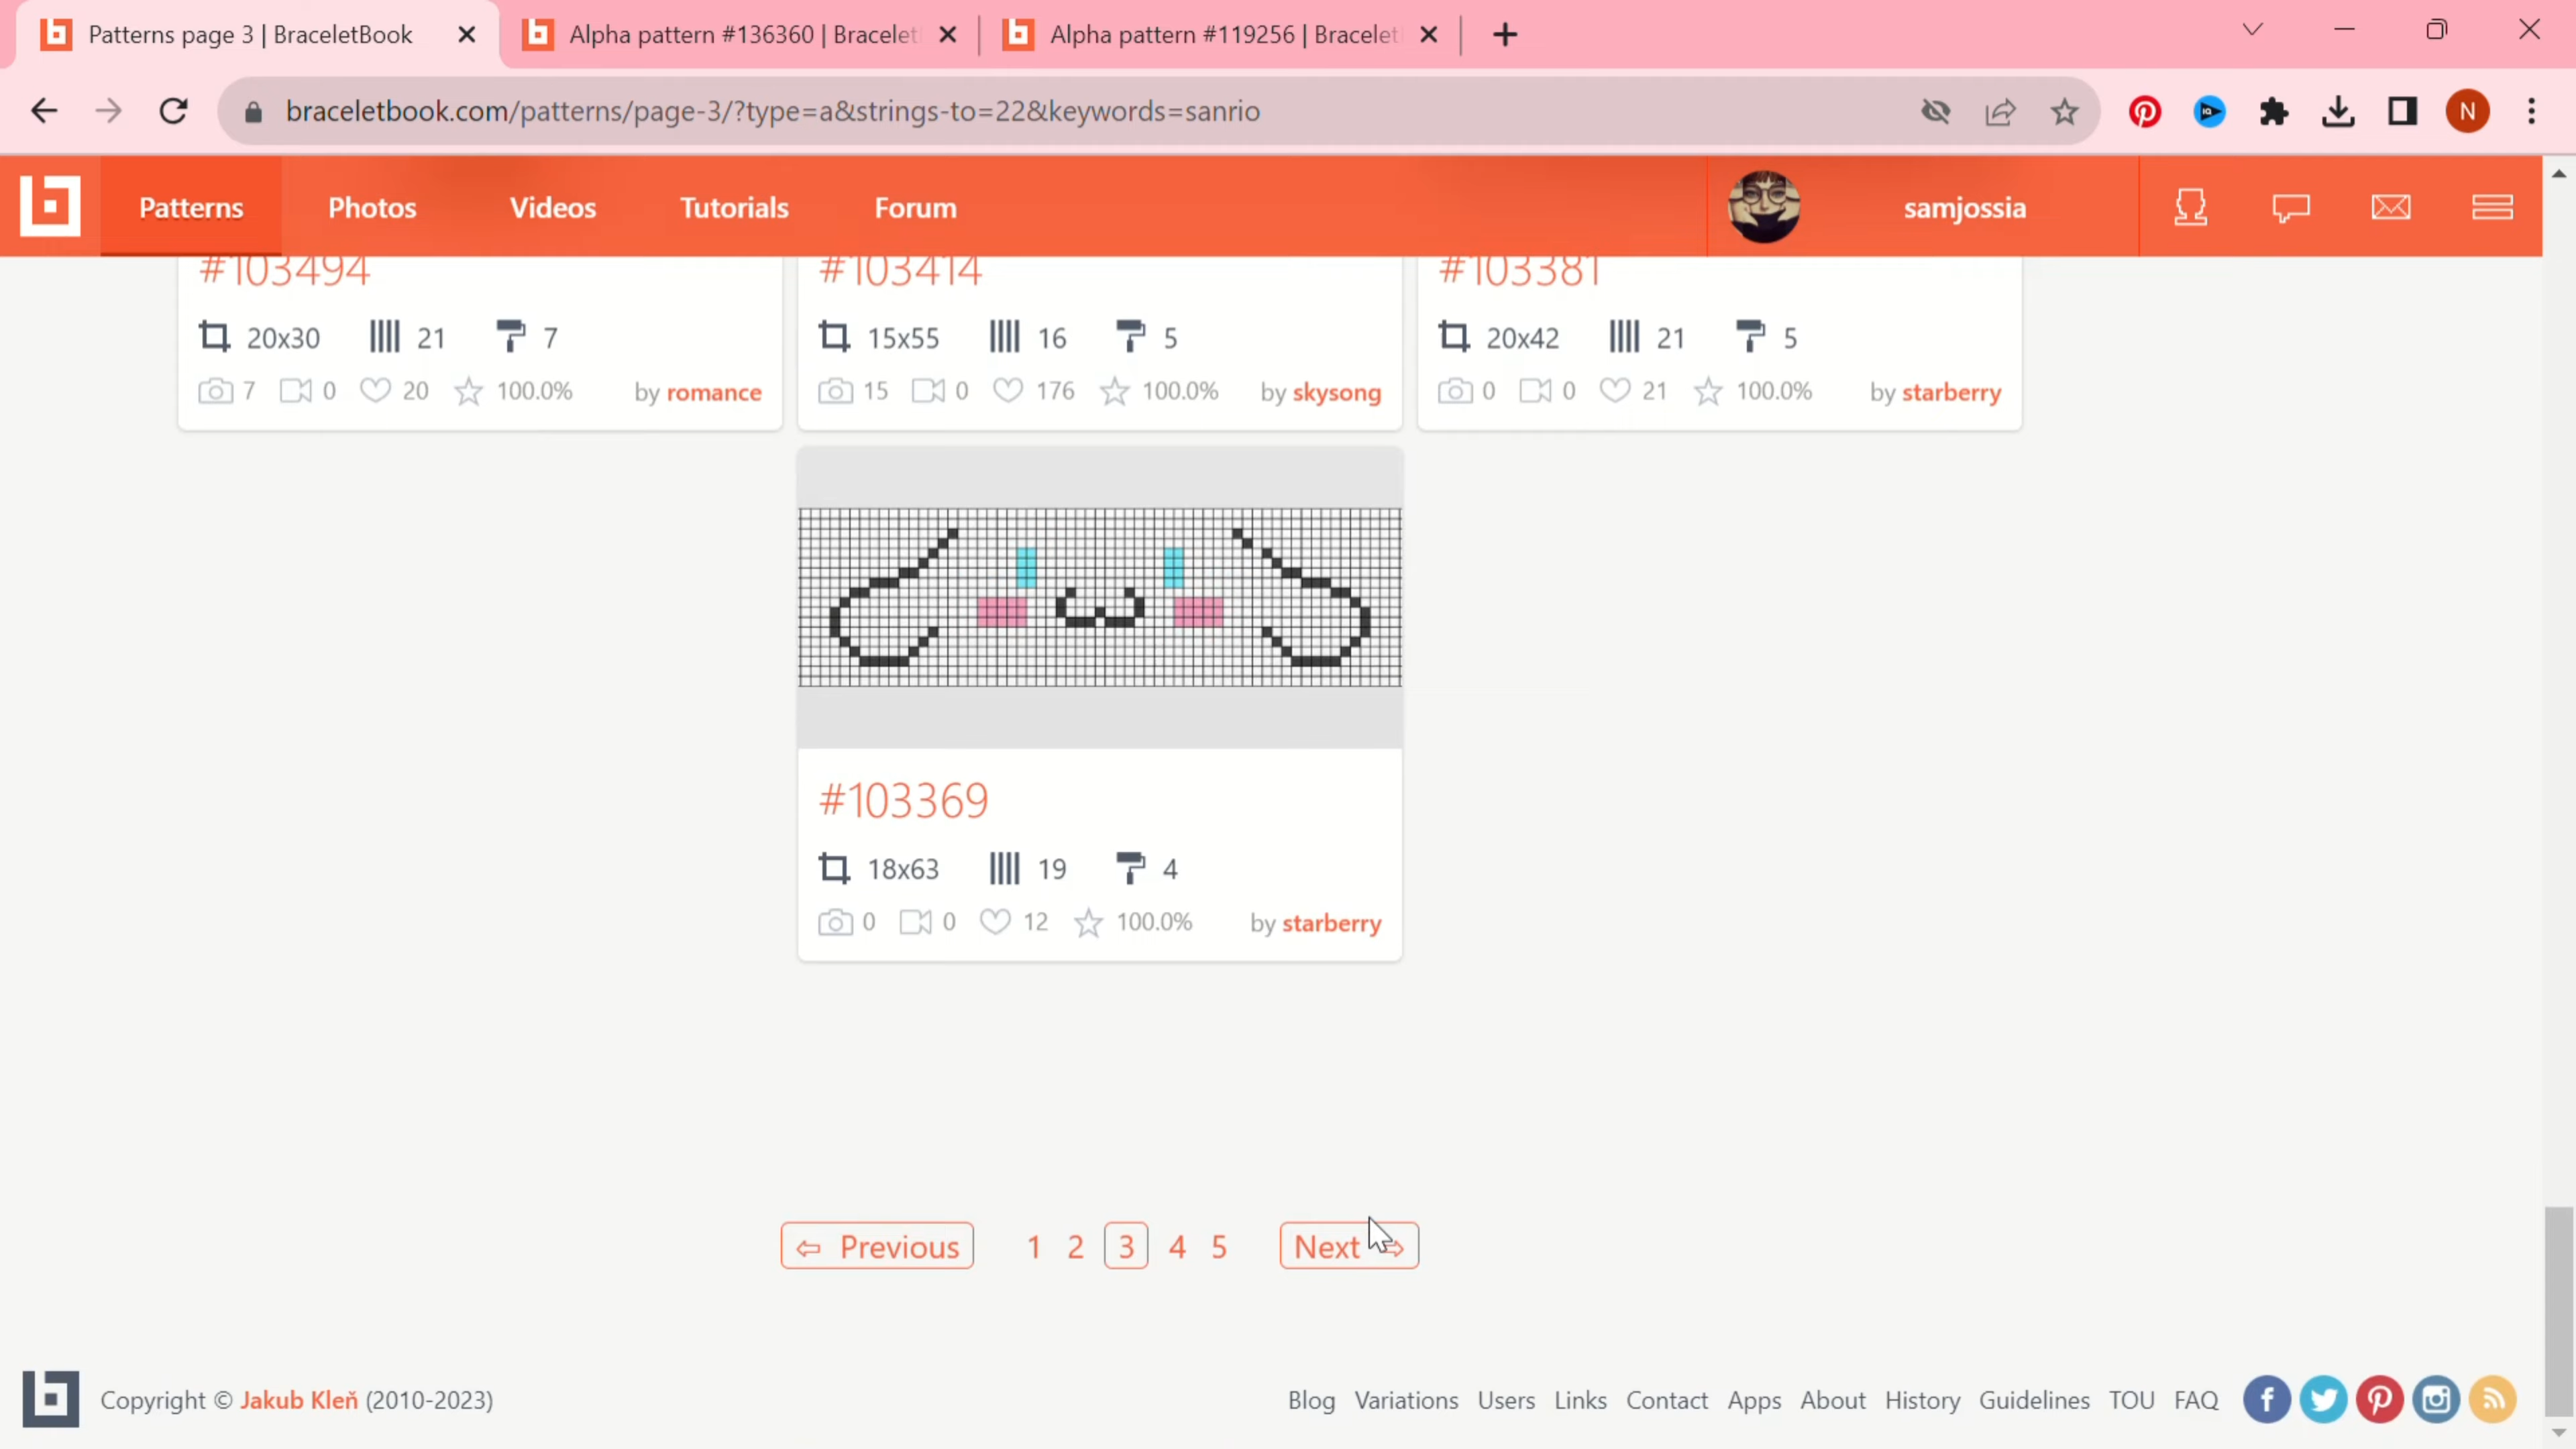 Patterns page 3 | BraceletBook
Alpha pattern #136360 | Bracelet
Alpha pattern #119256 | Bracelet
braceletbook.com/patterns/page-3/?type=a&strings-to=22&keywords=sanrio
N
Patterns Photos Videos Tutorials Forum samjossia
#103494
20x30 21 7
7 0 20 100.0% by romance
#103414
15x55 16 5
15 0 176 100.0% by skysong
#103381
20x42 21 5
0 0 21 100.0% by starberry
#103369
18x63 19 4
0 0 12 100.0% by starberry
⇦ Previous 1 2 3 4 5 Next ⇨
Copyright © Jakub Kleň (2010-2023)
Blog Variations Users Links Contact Apps About History Guidelines TOU FAQ